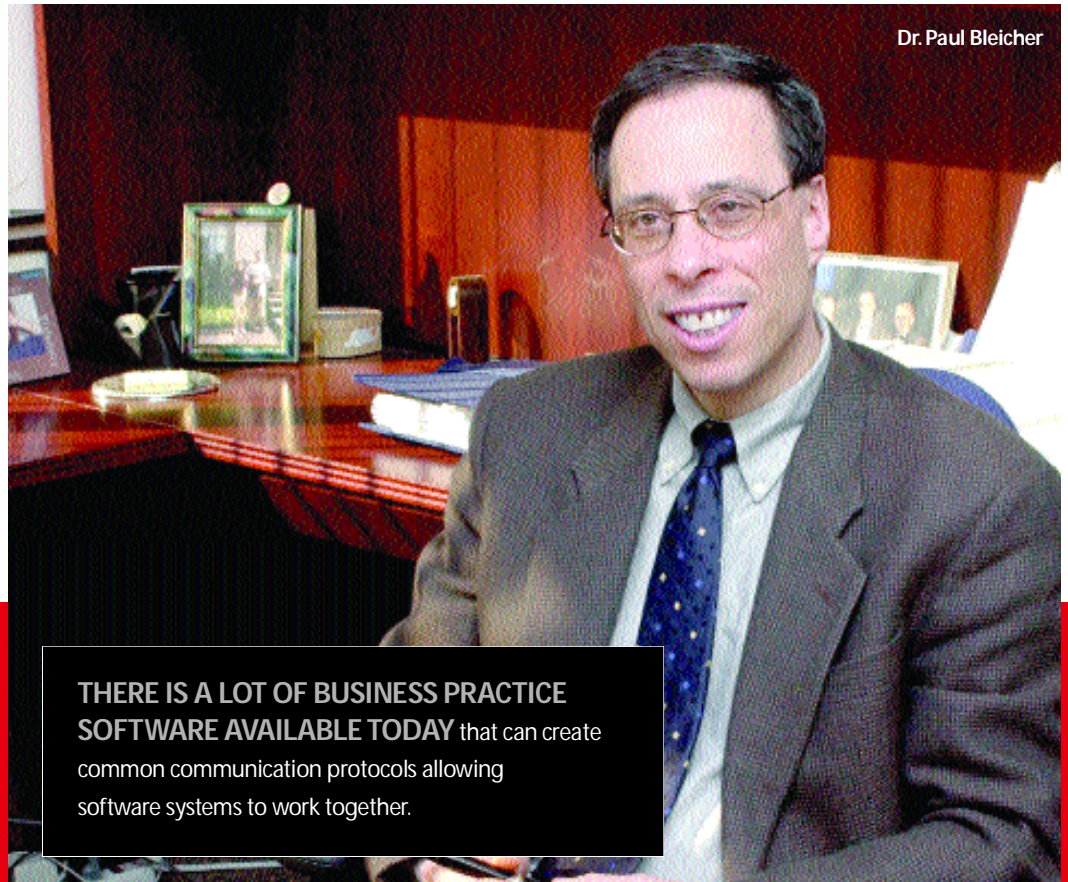 Dr. Paul Bleicher
THERE IS A LOT OF BUSINESS PRACTICE
SOFTWARE AVAILABLE TODAY that can create
common communication protocols allowing
software systems to work together.